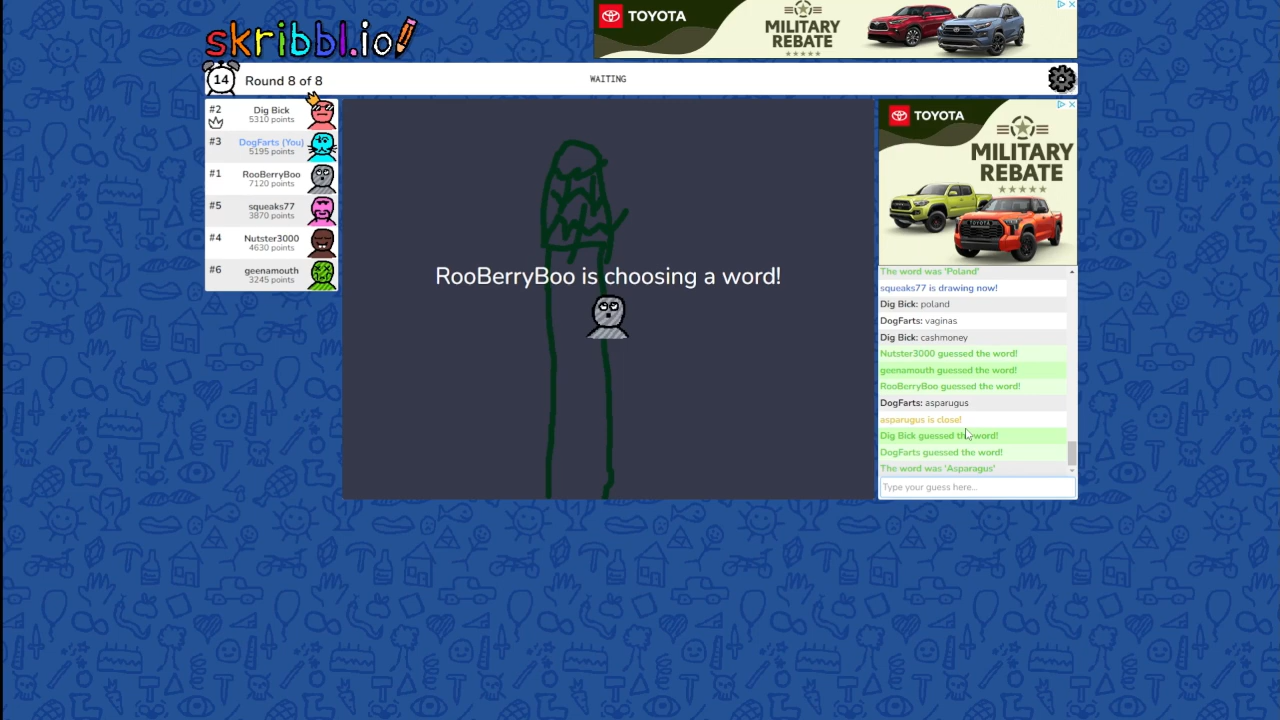 skribbl.io
TOYOTA
MILITARY
REBATE
14
Round 8 of 8
WAITING
#2
Dig Bick
5310 points
#3
DogFarts (You)
5195 points
#1
RooBerryBoo
7120 points
#5
squeaks77
3870 points
#4
Nutster3000
4630 points
#6
geenamouth
3245 points
RooBerryBoo is choosing a word!
TOYOTA
MILITARY
REBATE
The word was 'Poland'
squeaks77 is drawing now!
Dig Bick: poland
DogFarts: vaginas
Dig Bick: cashmoney
Nutster3000 guessed the word!
geenamouth guessed the word!
RooBerryBoo guessed the word!
DogFarts: asparugus
asparugus is close!
Dig Bick guessed the word!
DogFarts guessed the word!
The word was 'Asparagus'
Type your guess here...